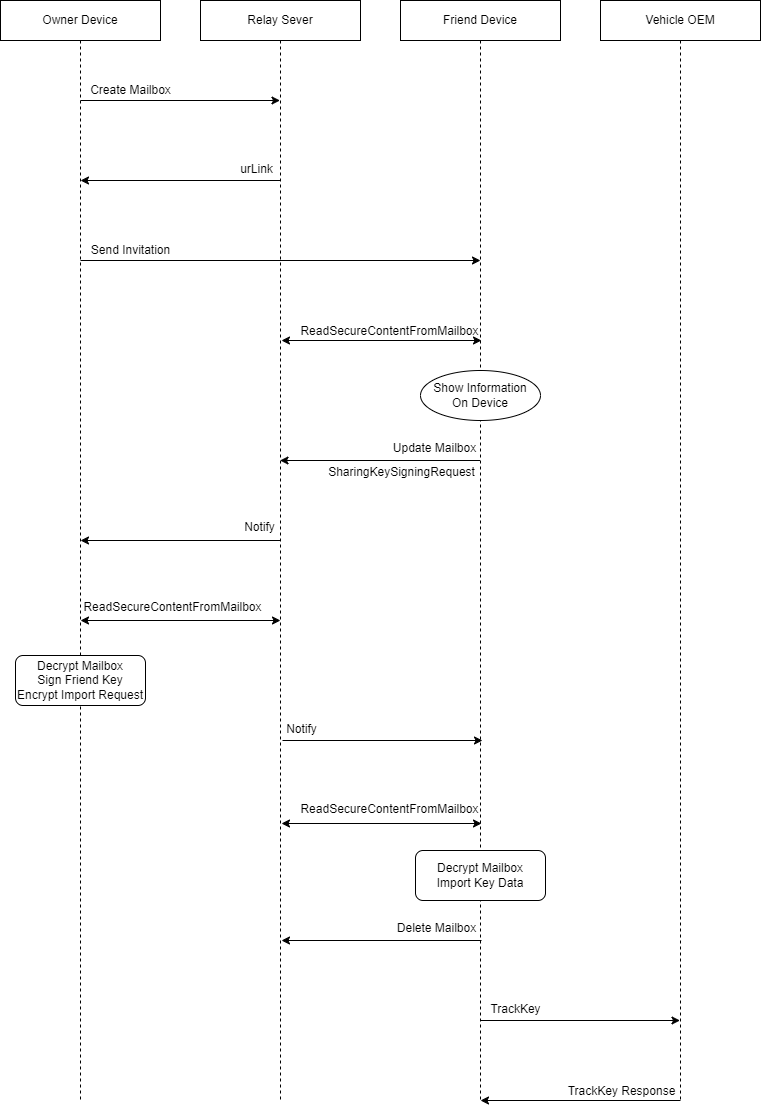 Owner Device
Relay Sever
Friend Device
Vehicle OEM
Create Mailbox
urLink
Send Invitation
ReadSecureContentFromMailbox
Show Information
On Device
Update Mailbox
SharingKeySigningRequest
Notify
ReadSecureContentFromMailbox
Decrypt Mailbox
Sign Friend Key
Encrypt Import Request
Notify
ReadSecureContentFromMailbox
Decrypt Mailbox
Import Key Data
Delete Mailbox
TrackKey
TrackKey Response